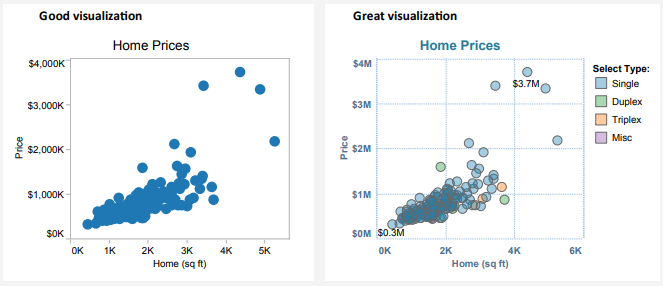 Good visualization
Home Prices
$4,000K
$3,000K
$2,000K
$1,000K
$0K
Price
0K 1K 2K 3K 4K 5K
Home (sq ft)
Great visualization
Home Prices
$4M
$3M
$2M
$1M
$0M
Price
$3.7M
$0.3M
0K 2K 4K 6K
Home (sq ft)
Select Type:
Single
Duplex
Triplex
Misc